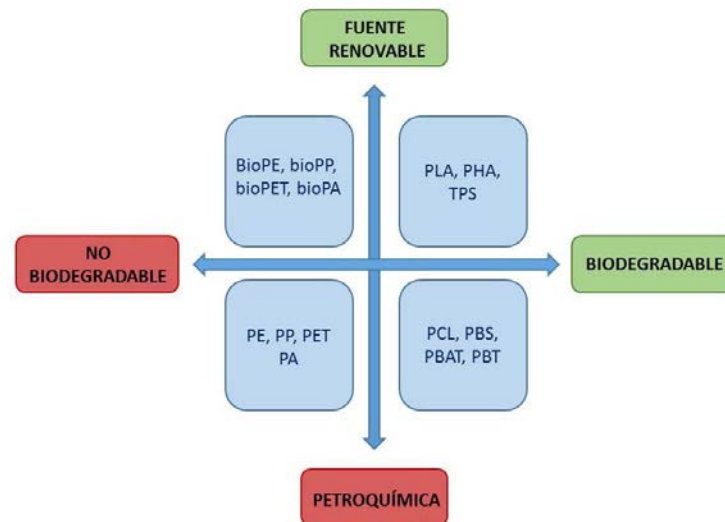 FUENTE
RENOVABLE
BioPE, bioPP,
bioPET, bioPA
PLA, PHA,
TPS
NO
BIODEGRADABLE
BIODEGRADABLE
PE, PP, PET
PA
PCL, PBS,
PBAT, PBT
PETROQUÍMICA